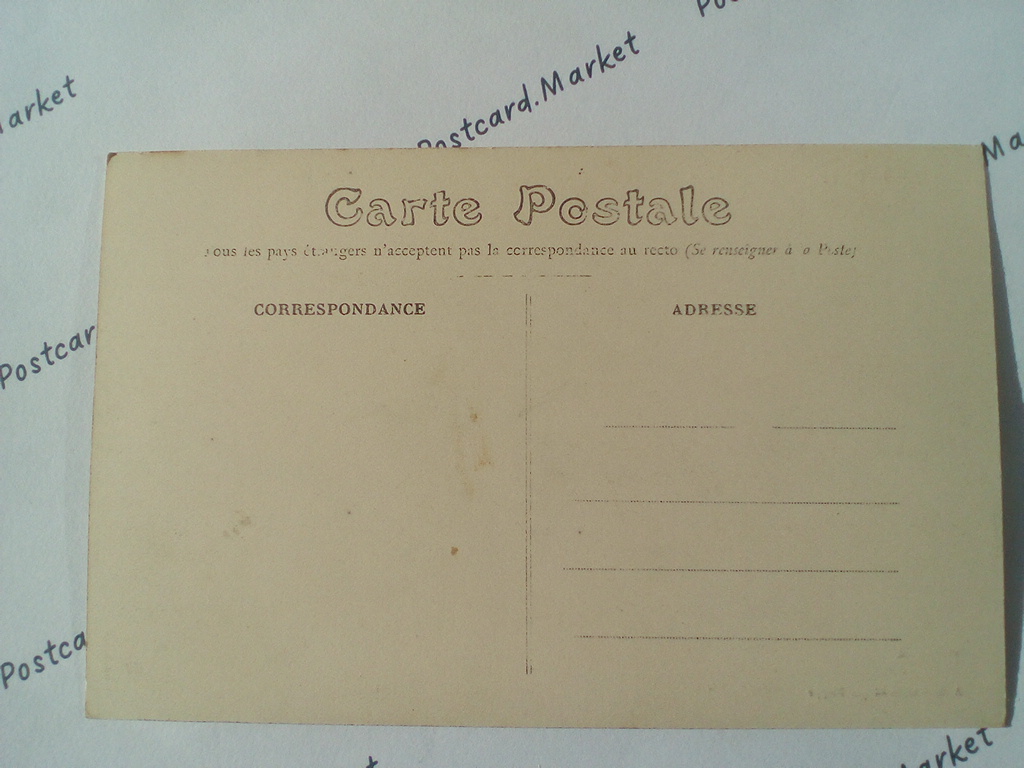 Postcard.Market
arket
Carte Postale
ous les pays étrangers n'acceptent pas la correspondance au recto (Se renseigner à la Poste)
CORRESPONDANCE
ADRESSE
Postcar
Postca
arket